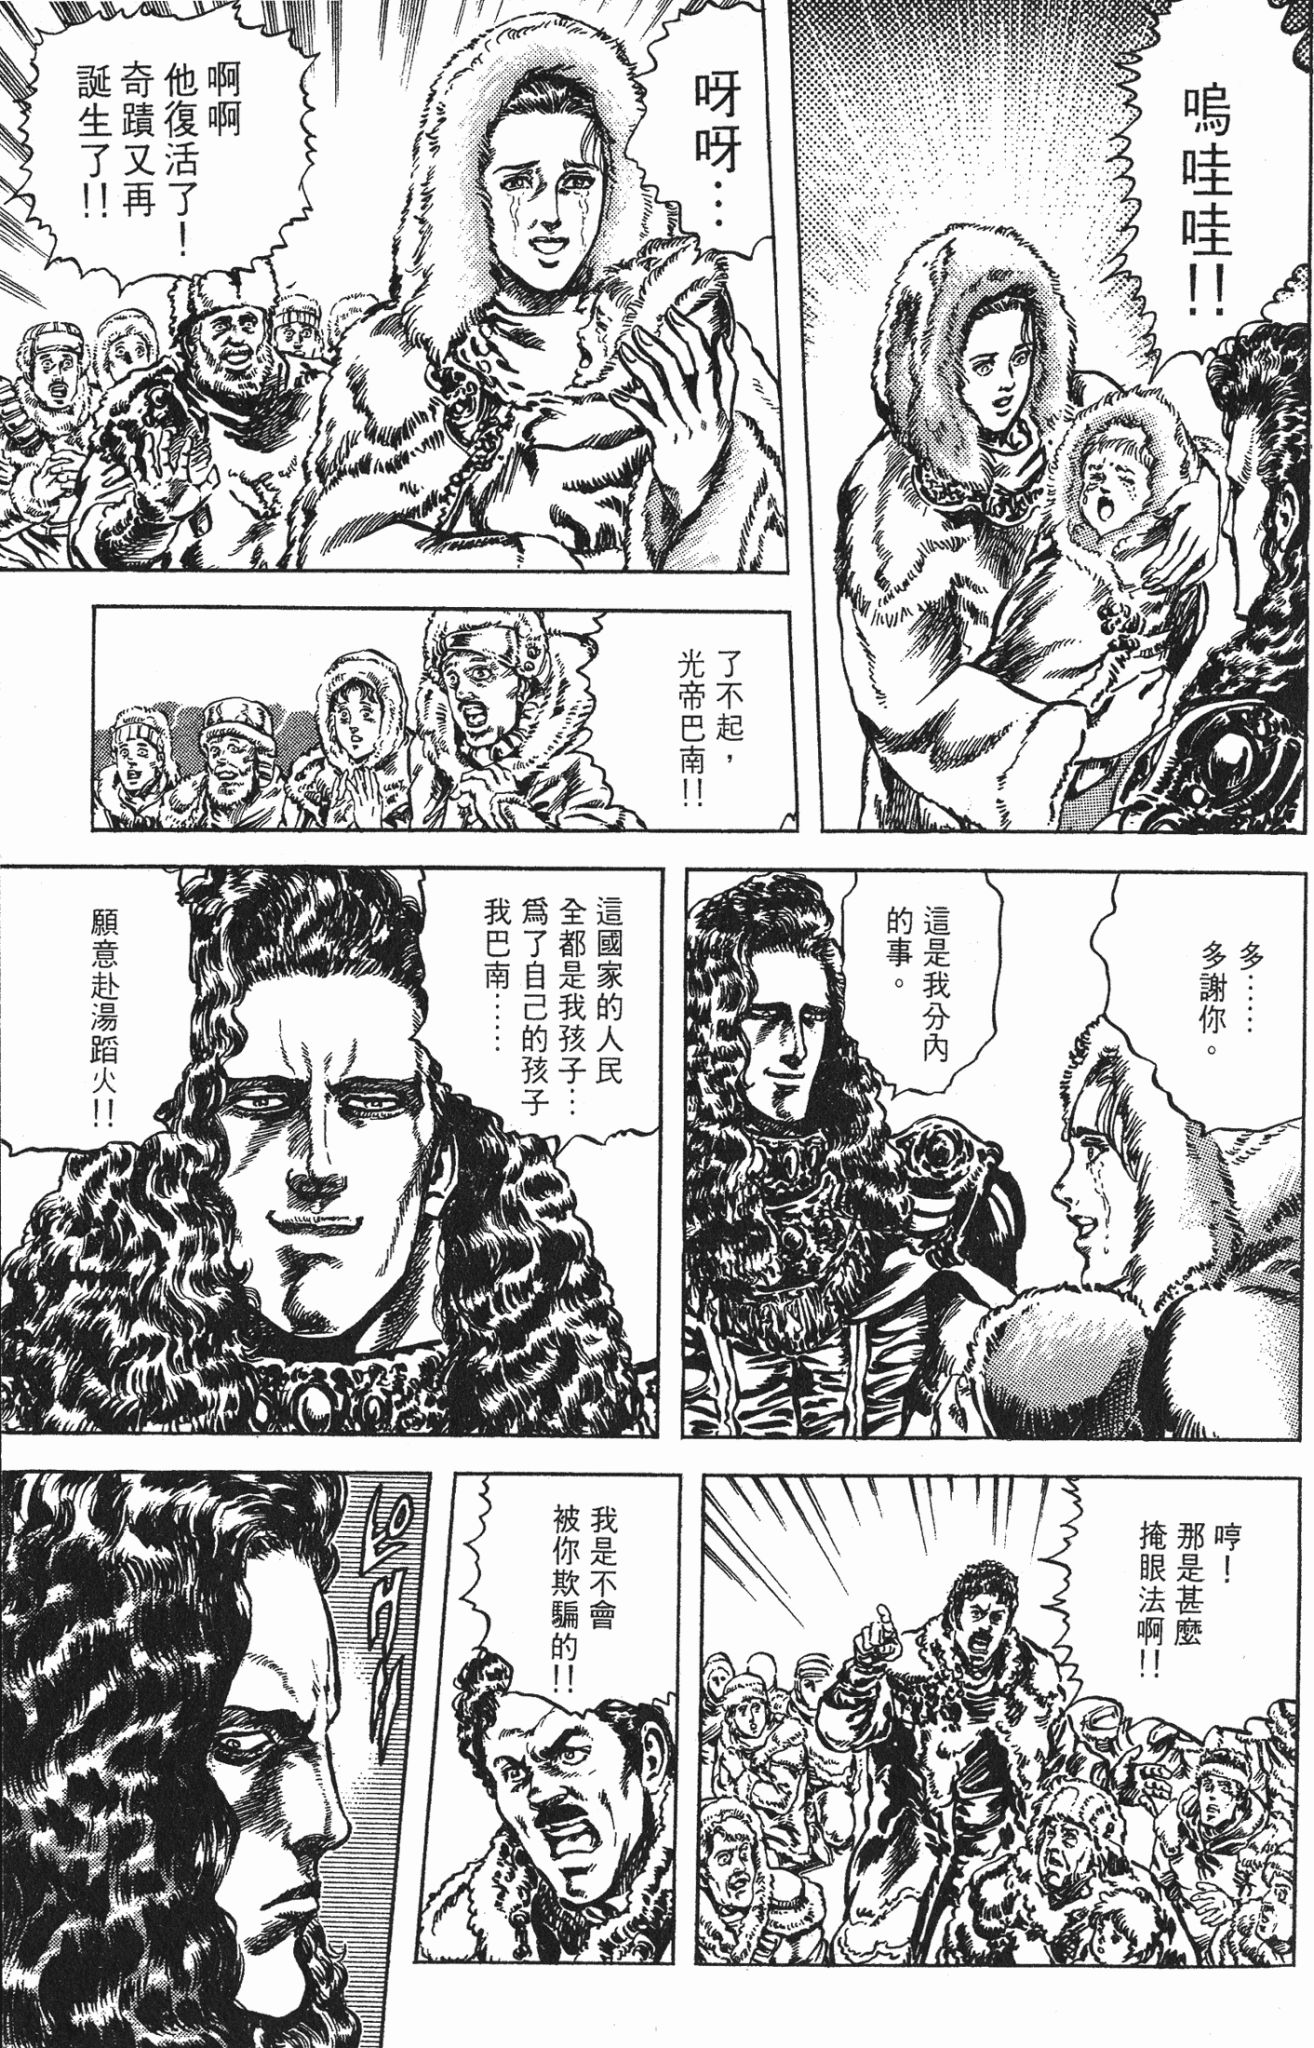 嗚哇哇!!
呀呀…
啊啊
他復活了！
奇蹟又再
誕生了!!
了不起，
光帝巴南!!
多……
多謝你。
這是我分內
的事。
這國家的人民
全都是我孩子…
爲了自己的孩子
我巴南……
願意赴湯蹈火!!
哼！
那是甚麼
掩眼法啊!!
我是不會
被你欺騙的!!